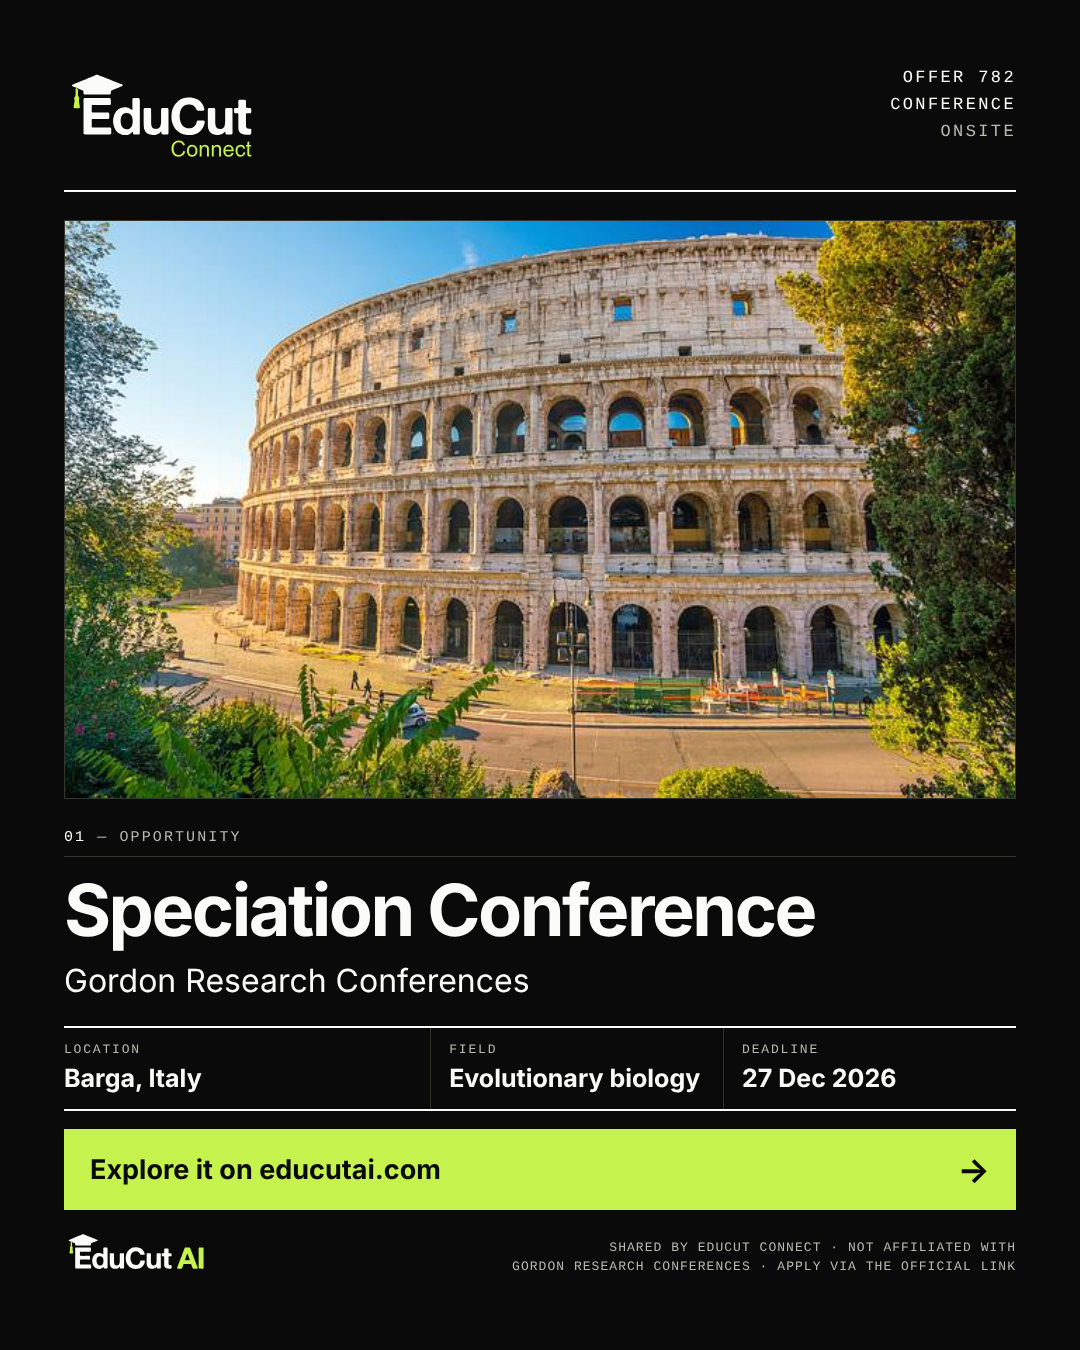 EduCut
Connect
OFFER 782
CONFERENCE
ONSITE
01 — OPPORTUNITY
Speciation Conference
Gordon Research Conferences
LOCATION
Barga, Italy
FIELD
Evolutionary biology
DEADLINE
27 Dec 2026
Explore it on educutai.com →
EduCut AI
SHARED BY EDUCUT CONNECT · NOT AFFILIATED WITH
GORDON RESEARCH CONFERENCES · APPLY VIA THE OFFICIAL LINK